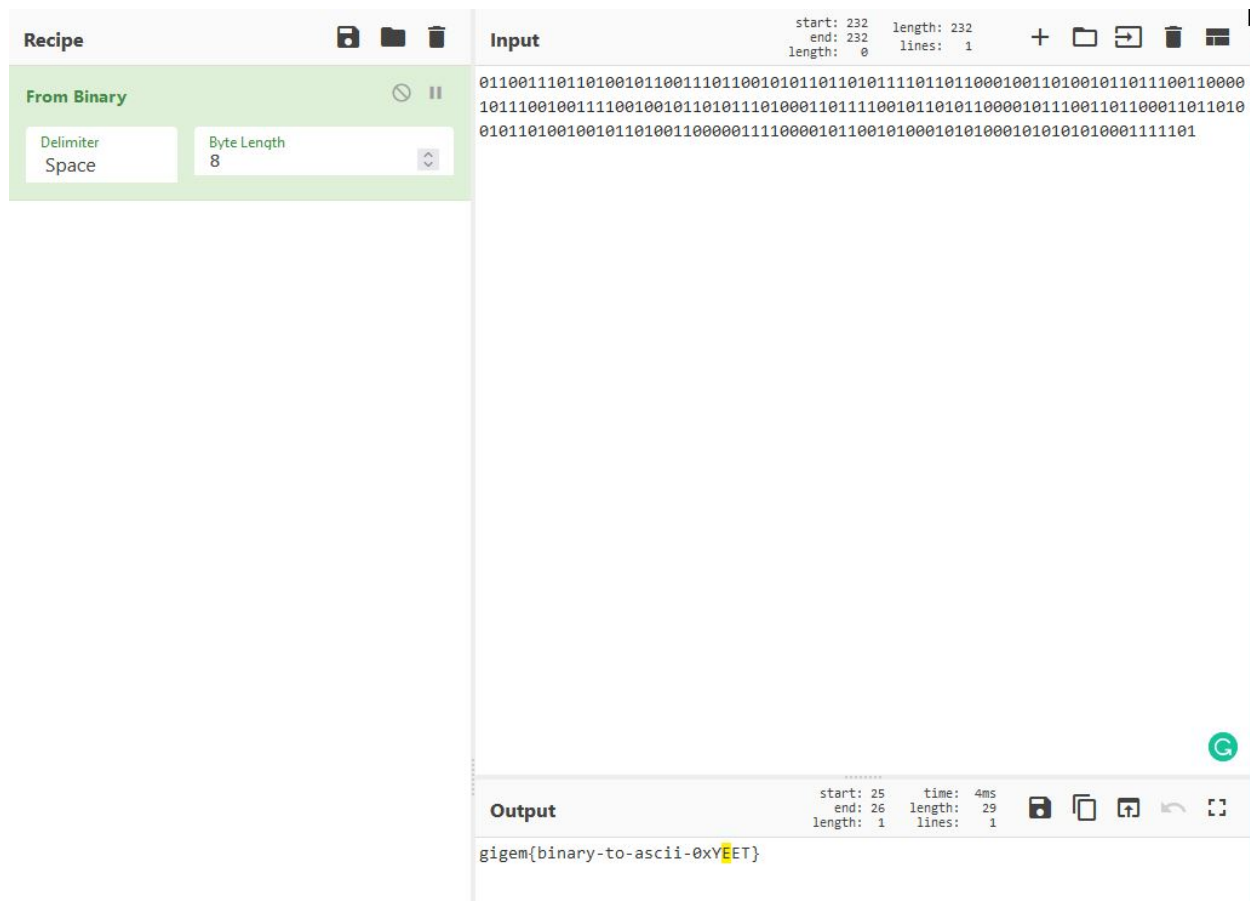 Recipe
From Binary
Delimiter
Space
Byte Length
8
Input
start: 232
end: 232
length: 0
length: 232
lines: 1
0110011101101001011001110110010101101101011110110110001001101001011011100110000
1011100100111100100101101011101000110111100101101011000010111001101100011011010
01011010010010110100110000011110000101100101000101010001010101010001111101
Output
start: 25
end: 26
length: 1
time: 4ms
length: 29
lines: 1
gigem{binary-to-ascii-0xYEET}